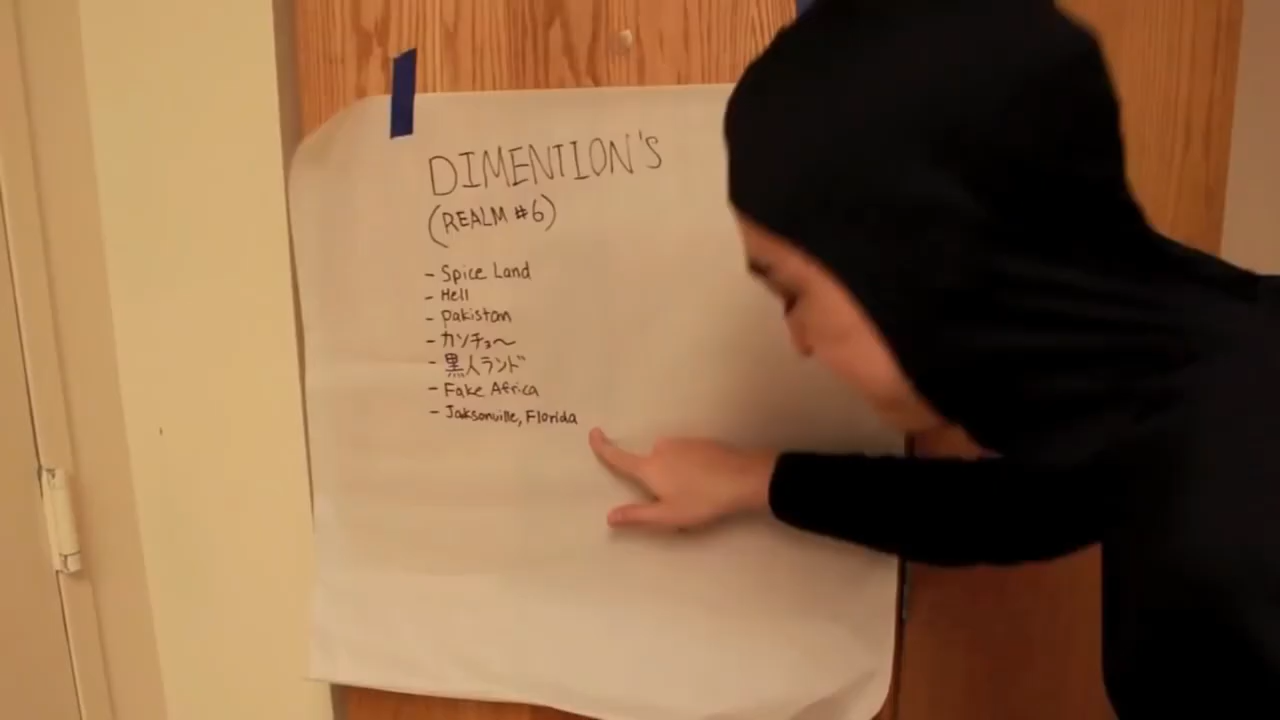 DIMENTION'S
(REALM #6)
- Spice Land
- Hell
- Pakistan
- カンチョ〜
- 黒人ランド
- Fake Africa
- Jaksonville, Florida